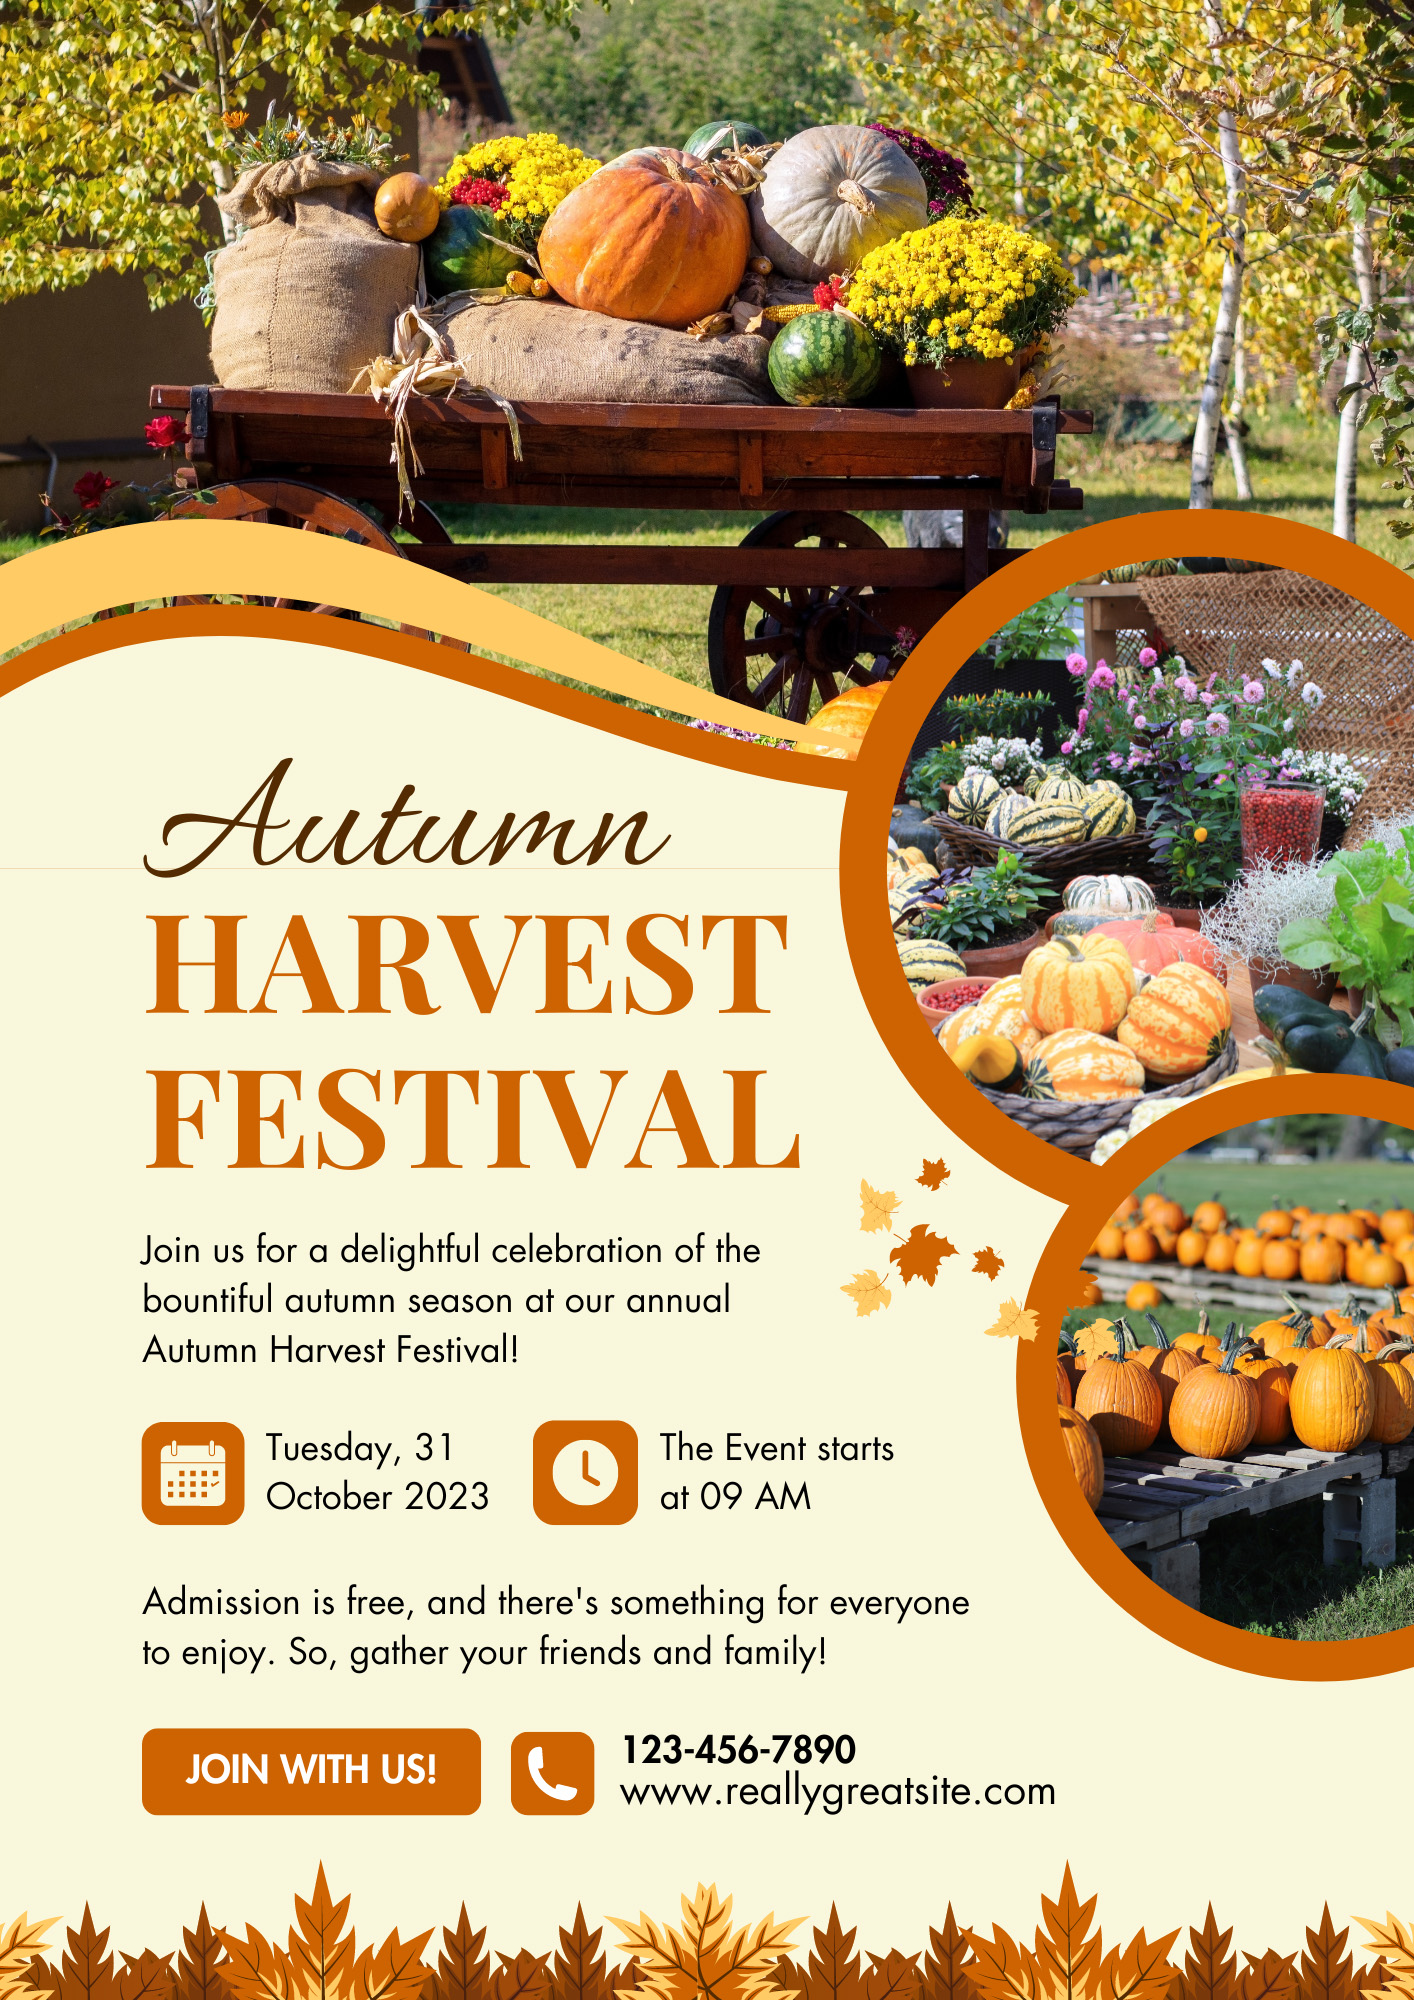 Autumn
HARVEST
FESTIVAL
Join us for a delightful celebration of the
bountiful autumn season at our annual
Autumn Harvest Festival!
Tuesday, 31
October 2023
The Event starts
at 09 AM
Admission is free, and there's something for everyone
to enjoy. So, gather your friends and family!
JOIN WITH US!
123-456-7890
www.reallygreatsite.com